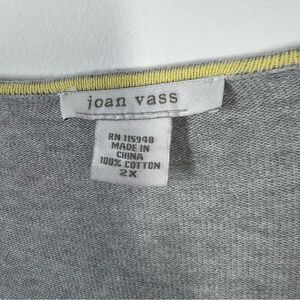 joan vass
RN 115948
MADE IN
CHINA
100% COTTON
2X